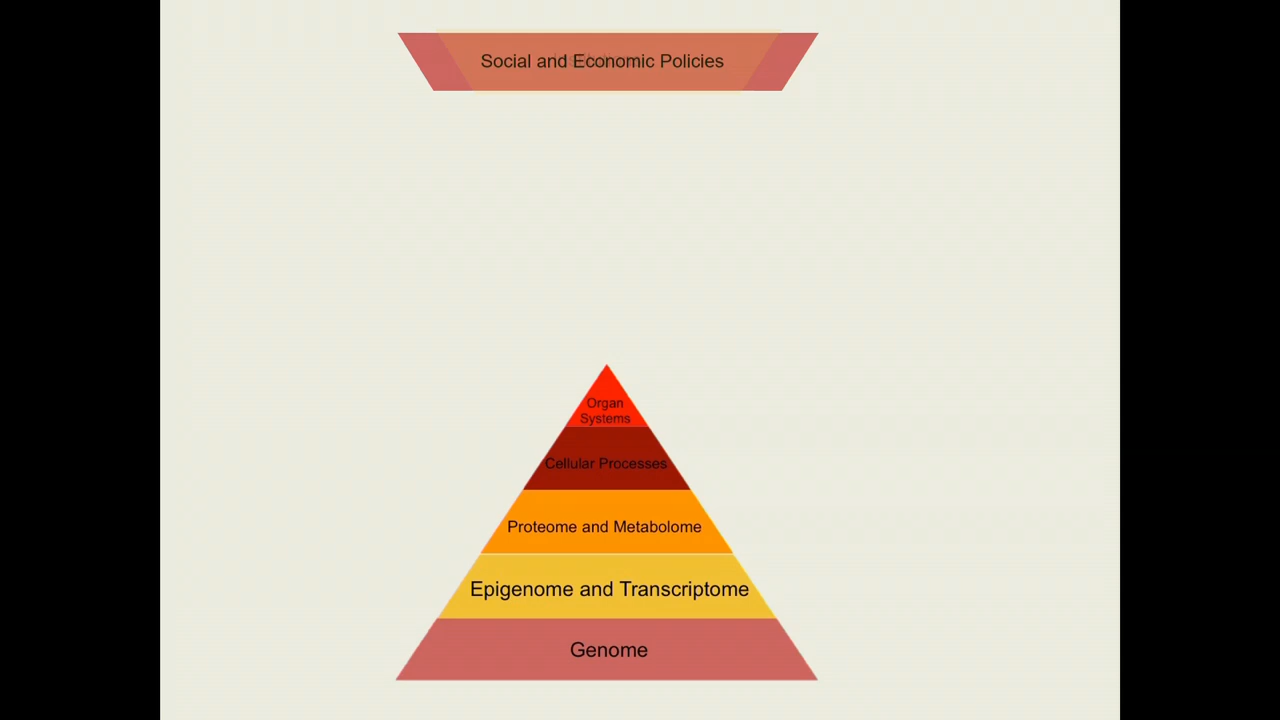 Social and Economic Policies
Organ
Systems
Cellular Processes
Proteome and Metabolome
Epigenome and Transcriptome
Genome